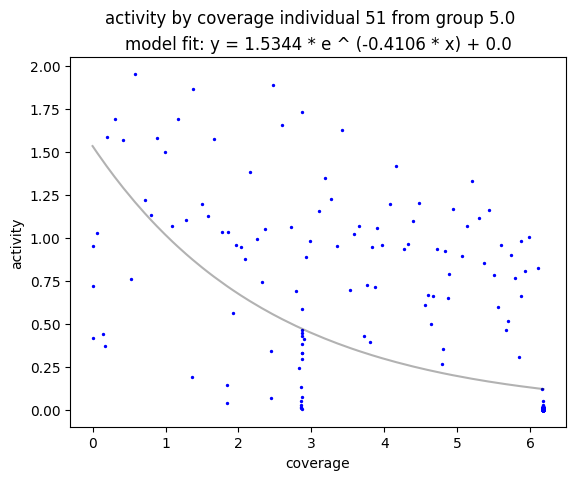 activity by coverage individual 51 from group 5.0
model fit: y = 1.5344 * e ^ (-0.4106 * x) + 0.0
2.00
1.75
1.50
1.25
1.00
0.75
0.50
0.25
0.00
activity
0 1 2 3 4 5 6
coverage